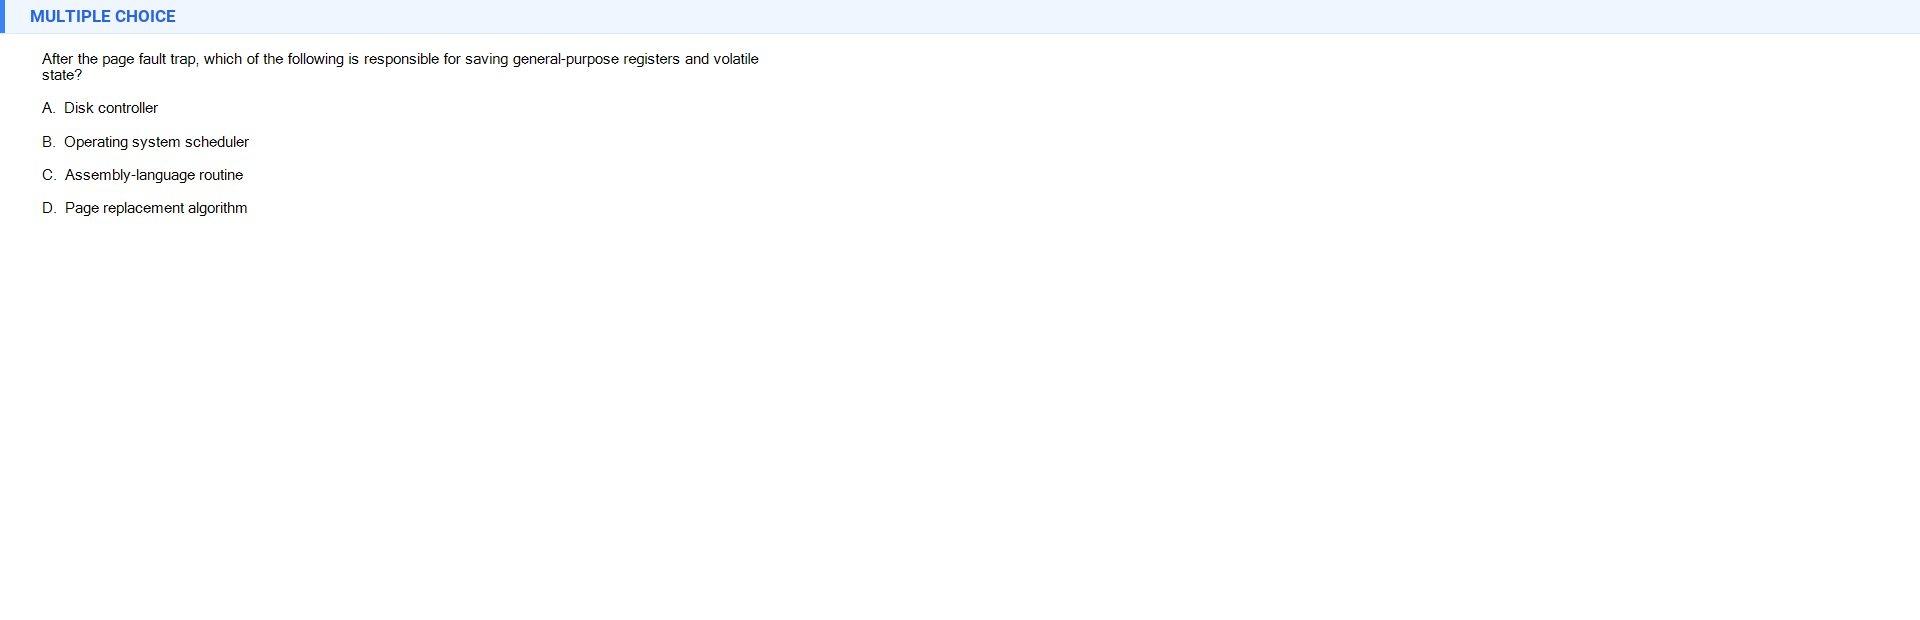 MULTIPLE CHOICE
After the page fault trap, which of the following is responsible for saving general-purpose registers and volatile
state?
A. Disk controller
B. Operating system scheduler
C. Assembly-language routine
D. Page replacement algorithm